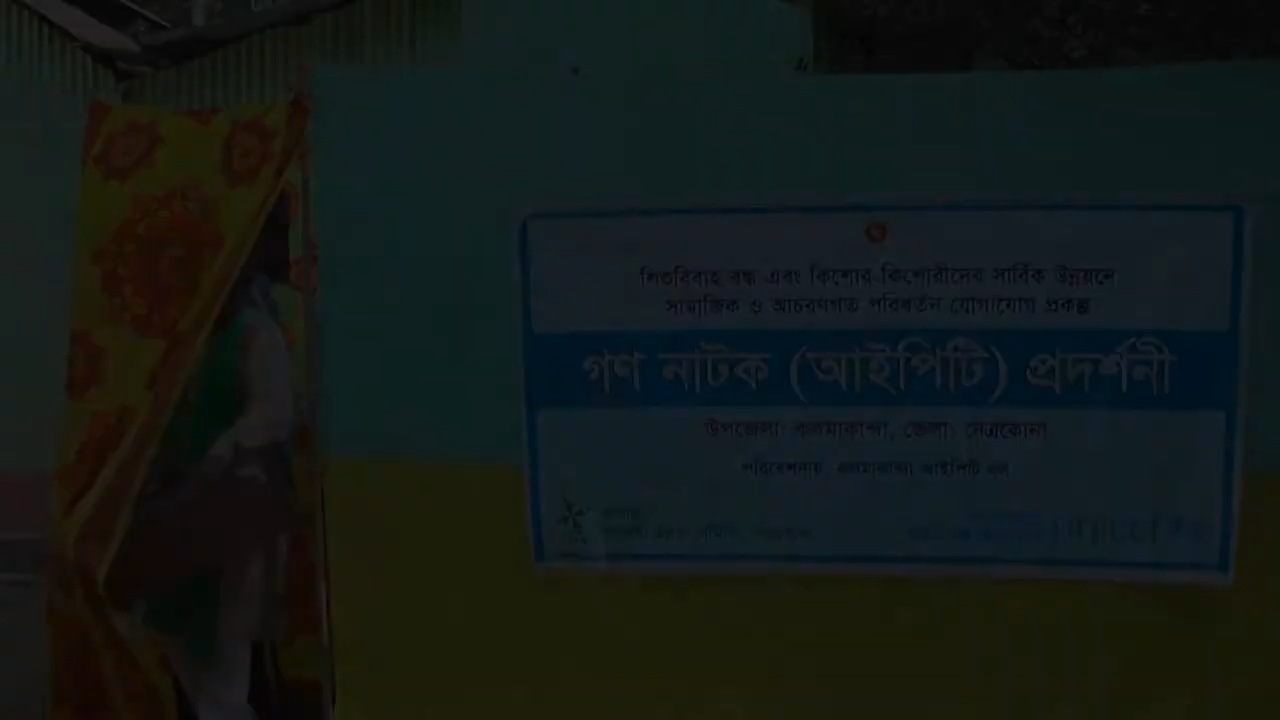 শিশুবিবাহ বন্ধ এবং কিশোর-কিশোরীদের সার্বিক উন্নয়নে
সামাজিক ও আচরণগত পরিবর্তন যোগাযোগ প্রকল্প
গণ নাটক (আইপিটি) প্রদর্শনী
উপজেলা: কলমাকান্দা, জেলা: নেত্রকোনা
পরিবেশনায়: কলমাকান্দা আইপিটি দল